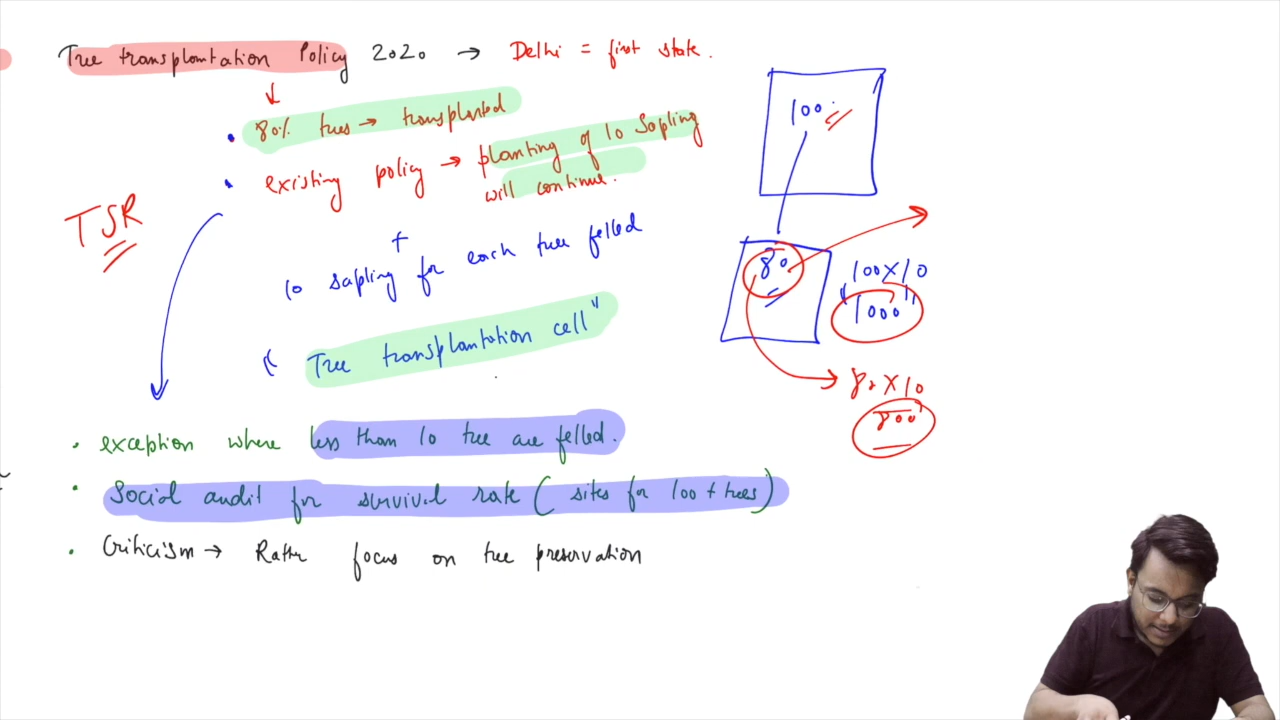 Tree transplantation Policy 2020 → Delhi = first state.
• 80% trees → transplanted
• existing policy → planting of 10 Sapling
will continue.
TSR
+
10 sapling for each tree felled
"Tree transplantation cell"
• exception where less than 10 tree are felled.
• Social audit for survival rate ( sites for 100 + trees)
• Criticism → Rather focus on tree preservation
100
80
100 X 10
"1000"
80 X 10
800